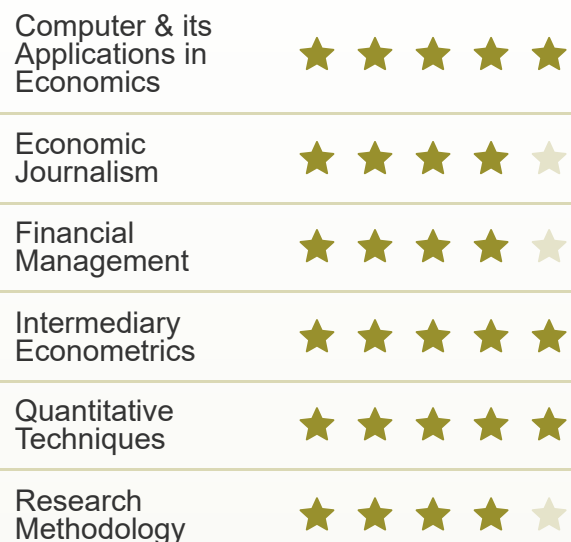 Computer & its
Applications in
Economics
Economic
Journalism
Financial
Management
Intermediary
Econometrics
Quantitative
Techniques
Research
Methodology